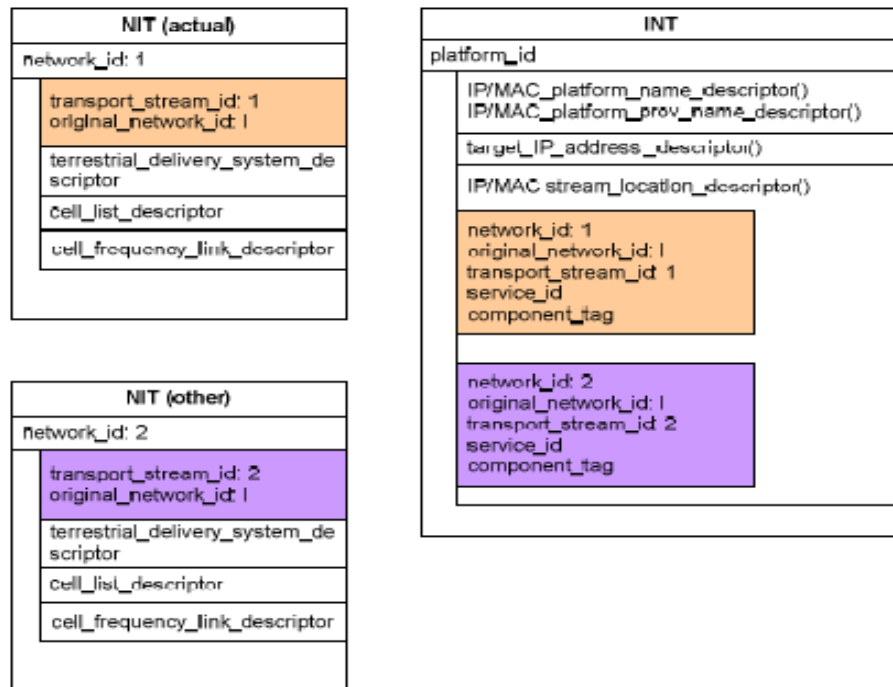 NIT (actual)
network_id: 1
transport_stream_id: 1
original_network_id: I
terrestrial_delivery_system_de
scriptor
cell_list_descriptor
cell_frequency_link_descriptor
NIT (other)
network_id: 2
transport_stream_id: 2
original_network_id: I
terrestrial_delivery_system_de
scriptor
cell_list_descriptor
cell_frequency_link_descriptor
INT
platform_id
IP/MAC_platform_name_descriptor()
IP/MAC_platform_prov_name_descriptor()
target_IP_address_descriptor()
IP/MAC stream_location_descriptor()
network_id: 1
original_network_id: I
transport_stream_id: 1
service_id
component_tag
network_id: 2
original_network_id: I
transport_stream_id: 2
service_id
component_tag